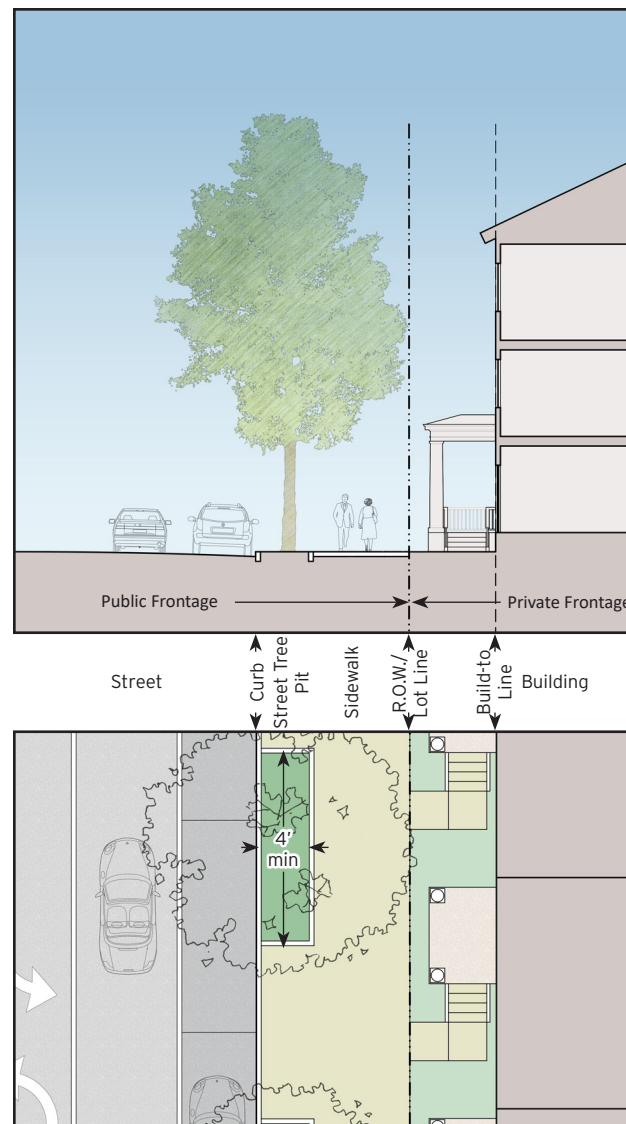 Public Frontage
Private Frontage
Street
Curb
Street Tree
Pit
Sidewalk
R.O.W./
Lot Line
Build-to
Line
Building
4'
min